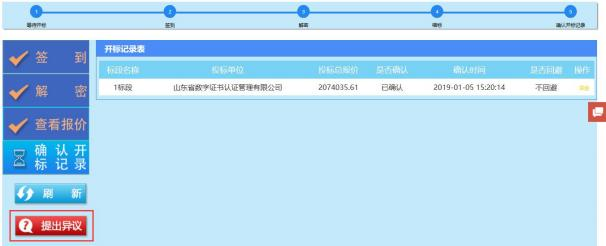 1 2 3 4 5
等待开标 签到 解密 唱标 确认开标记录
签到
解密
查看报价
确认开
标记录
刷新
提出异议
开标记录表
标段名称 投标单位 投标总报价 是否确认 确认时间 是否回避 操作
1标段 山东省数字证书认证管理有限公司 2074035.61 已确认 2019-01-05 15:20:14 不回避